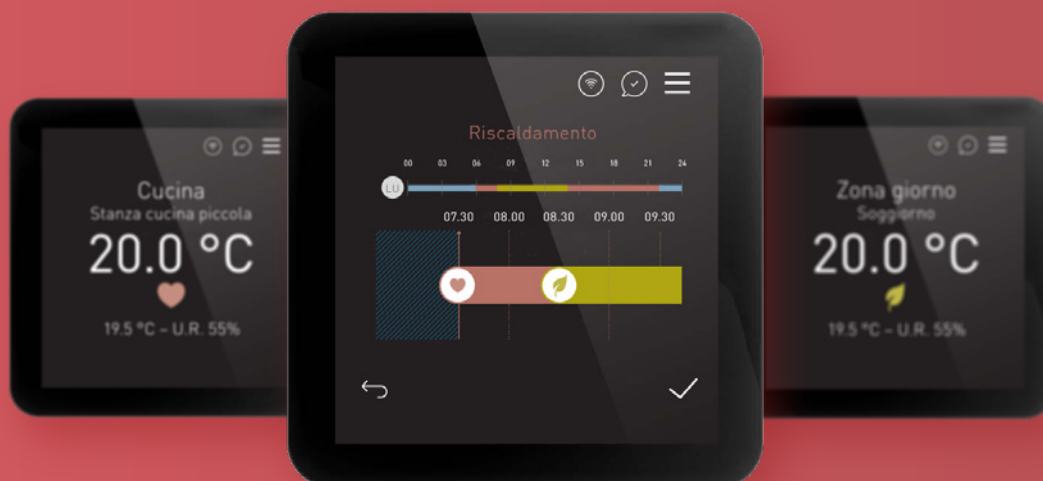 Cucina
Stanza cucina piccola
20.0 °C
19.5 °C – U.R. 55%
Riscaldamento
00 03 06 09 12 15 18 21 24
LU
07.30 08.00 08.30 09.00 09.30
Zona giorno
Soggiorno
20.0 °C
19.5 °C – U.R. 55%